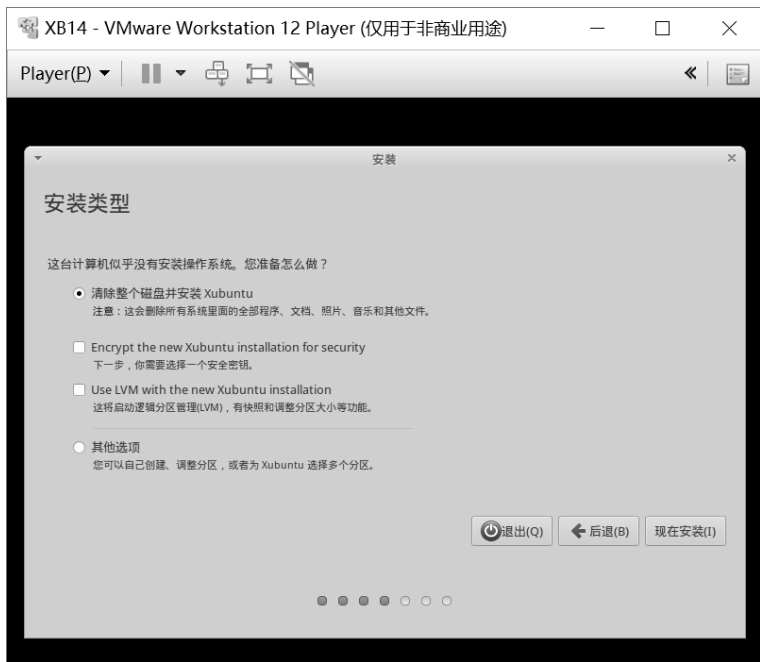 XB14 - VMware Workstation 12 Player (仅用于非商业用途)
Player(P)
安装
安装类型
这台计算机似乎没有安装操作系统。您准备怎么做？
清除整个磁盘并安装 Xubuntu
注意：这会删除所有系统里面的全部程序、文档、照片、音乐和其他文件。
Encrypt the new Xubuntu installation for security
下一步，你需要选择一个安全密钥。
Use LVM with the new Xubuntu installation
这将启动逻辑分区管理(LVM)，有快照和调整分区大小等功能。
其他选项
您可以自己创建、调整分区，或者为 Xubuntu 选择多个分区。
退出(Q) 后退(B) 现在安装(I)